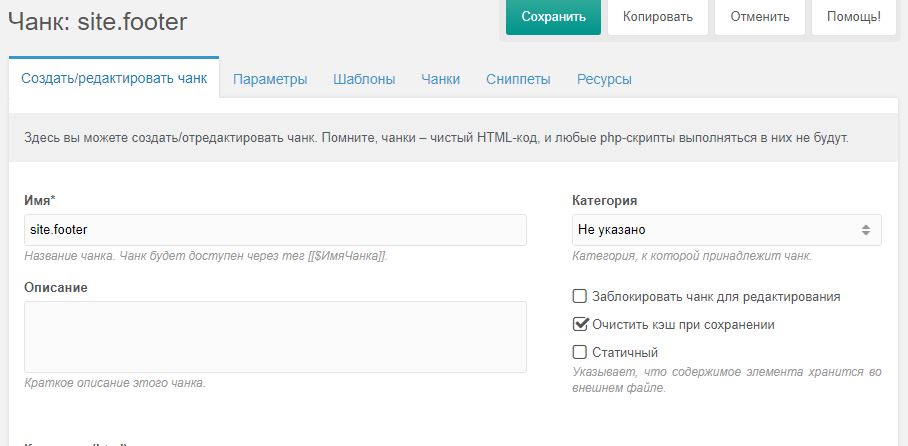 Чанк: site.footer
Сохранить Копировать Отменить Помощь!
Создать/редактировать чанк Параметры Шаблоны Чанки Сниппеты Ресурсы
Здесь вы можете создать/отредактировать чанк. Помните, чанки – чистый HTML-код, и любые php-скрипты выполняться в них не будут.
Имя*
site.footer
Название чанка. Чанк будет доступен через тег [[$ИмяЧанка]].
Описание
Краткое описание этого чанка.
Категория
Не указано
Категория, к которой принадлежит чанк.
Заблокировать чанк для редактирования
Очистить кэш при сохранении
Статичный
Указывает, что содержимое элемента хранится во
внешнем файле.